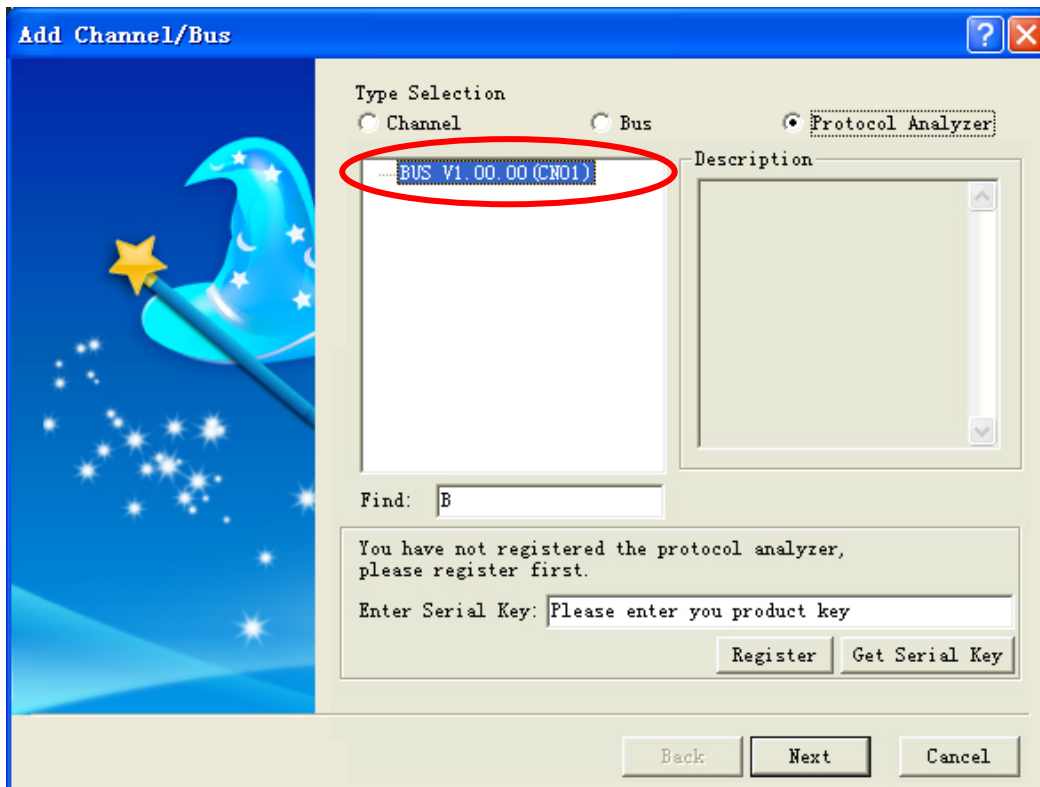 Add Channel/Bus
Type Selection
Channel Bus Protocol Analyzer
BUS V1.00.00(CN01)
Description
Find: B
You have not registered the protocol analyzer,
please register first.
Enter Serial Key: Please enter you product key
Register Get Serial Key
Back Next Cancel